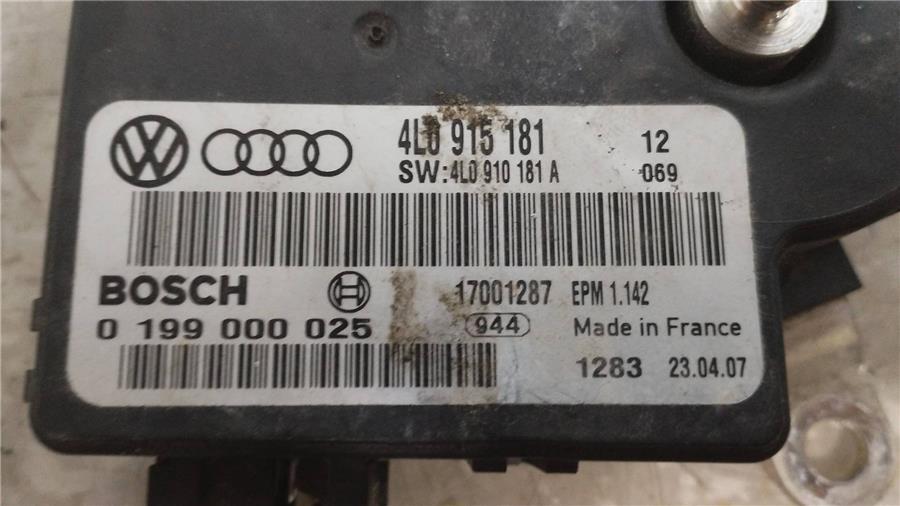 4L0 915 181 12
SW:4L0 910 181 A 069
BOSCH 17001287 EPM 1.142
0 199 000 025 944 Made in France
1283 23.04.07